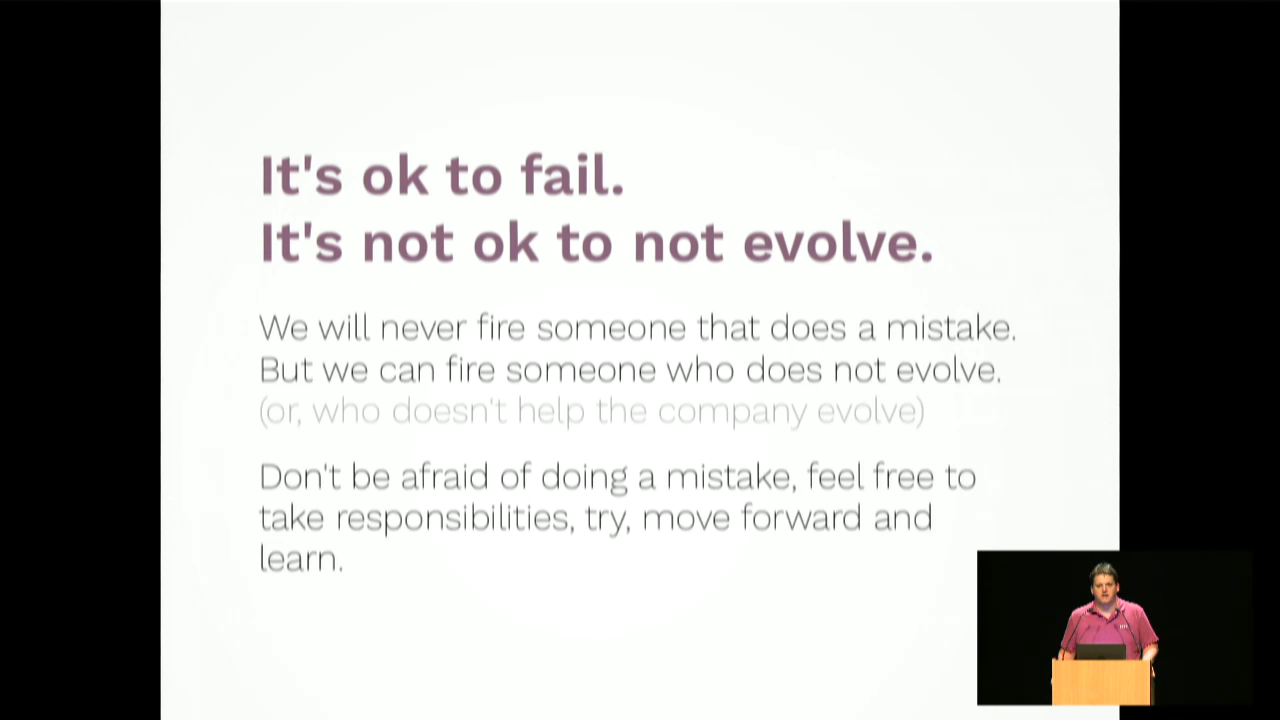 It's ok to fail.
It's not ok to not evolve.
We will never fire someone that does a mistake.
But we can fire someone who does not evolve.
(or, who doesn't help the company evolve)
Don't be afraid of doing a mistake, feel free to
take responsibilities, try, move forward and
learn.